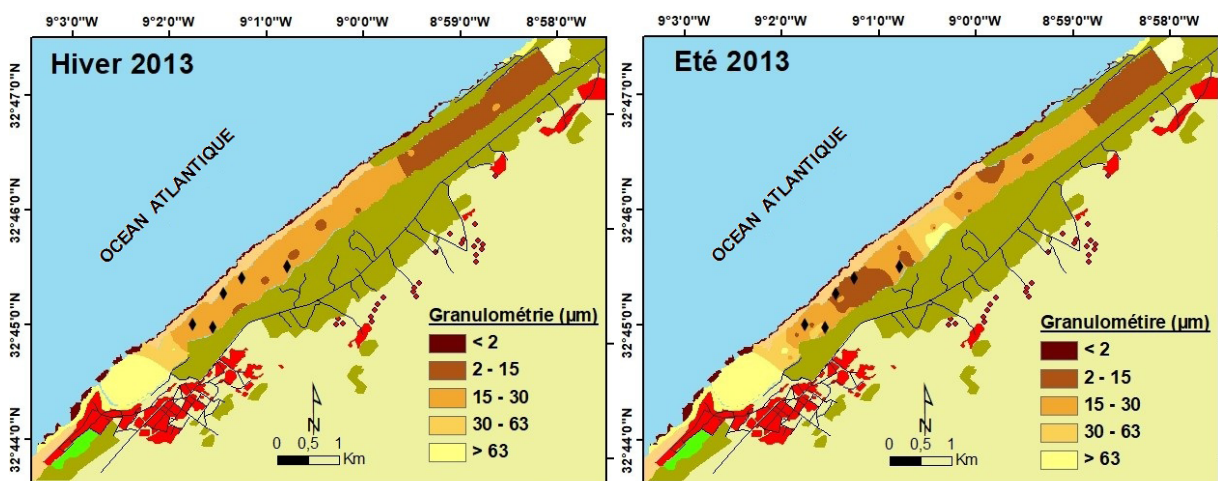 9°3'0"W 9°2'20"W 9°1'0"W 9°0'0"W 8°59'0"W 8°58'0"W
Hiver 2013
32°47'0"N
32°46'0"N
32°45'0"N
32°44'0"N
OCEAN ATLANTIQUE
Granulométrie (µm)
< 2
2 - 15
15 - 30
30 - 63
> 63
N
0 0,5 1
Km
9°3'0"W 9°2'0"W 9°1'0"W 9°0'0"W 8°59'0"W 8°58'0"W
Eté 2013
32°47'0"N
32°46'0"N
32°45'0"N
32°44'0"N
OCEAN ATLANTIQUE
Granulométire (µm)
< 2
2 - 15
15 - 30
30 - 63
> 63
N
0 0,5 1
Km